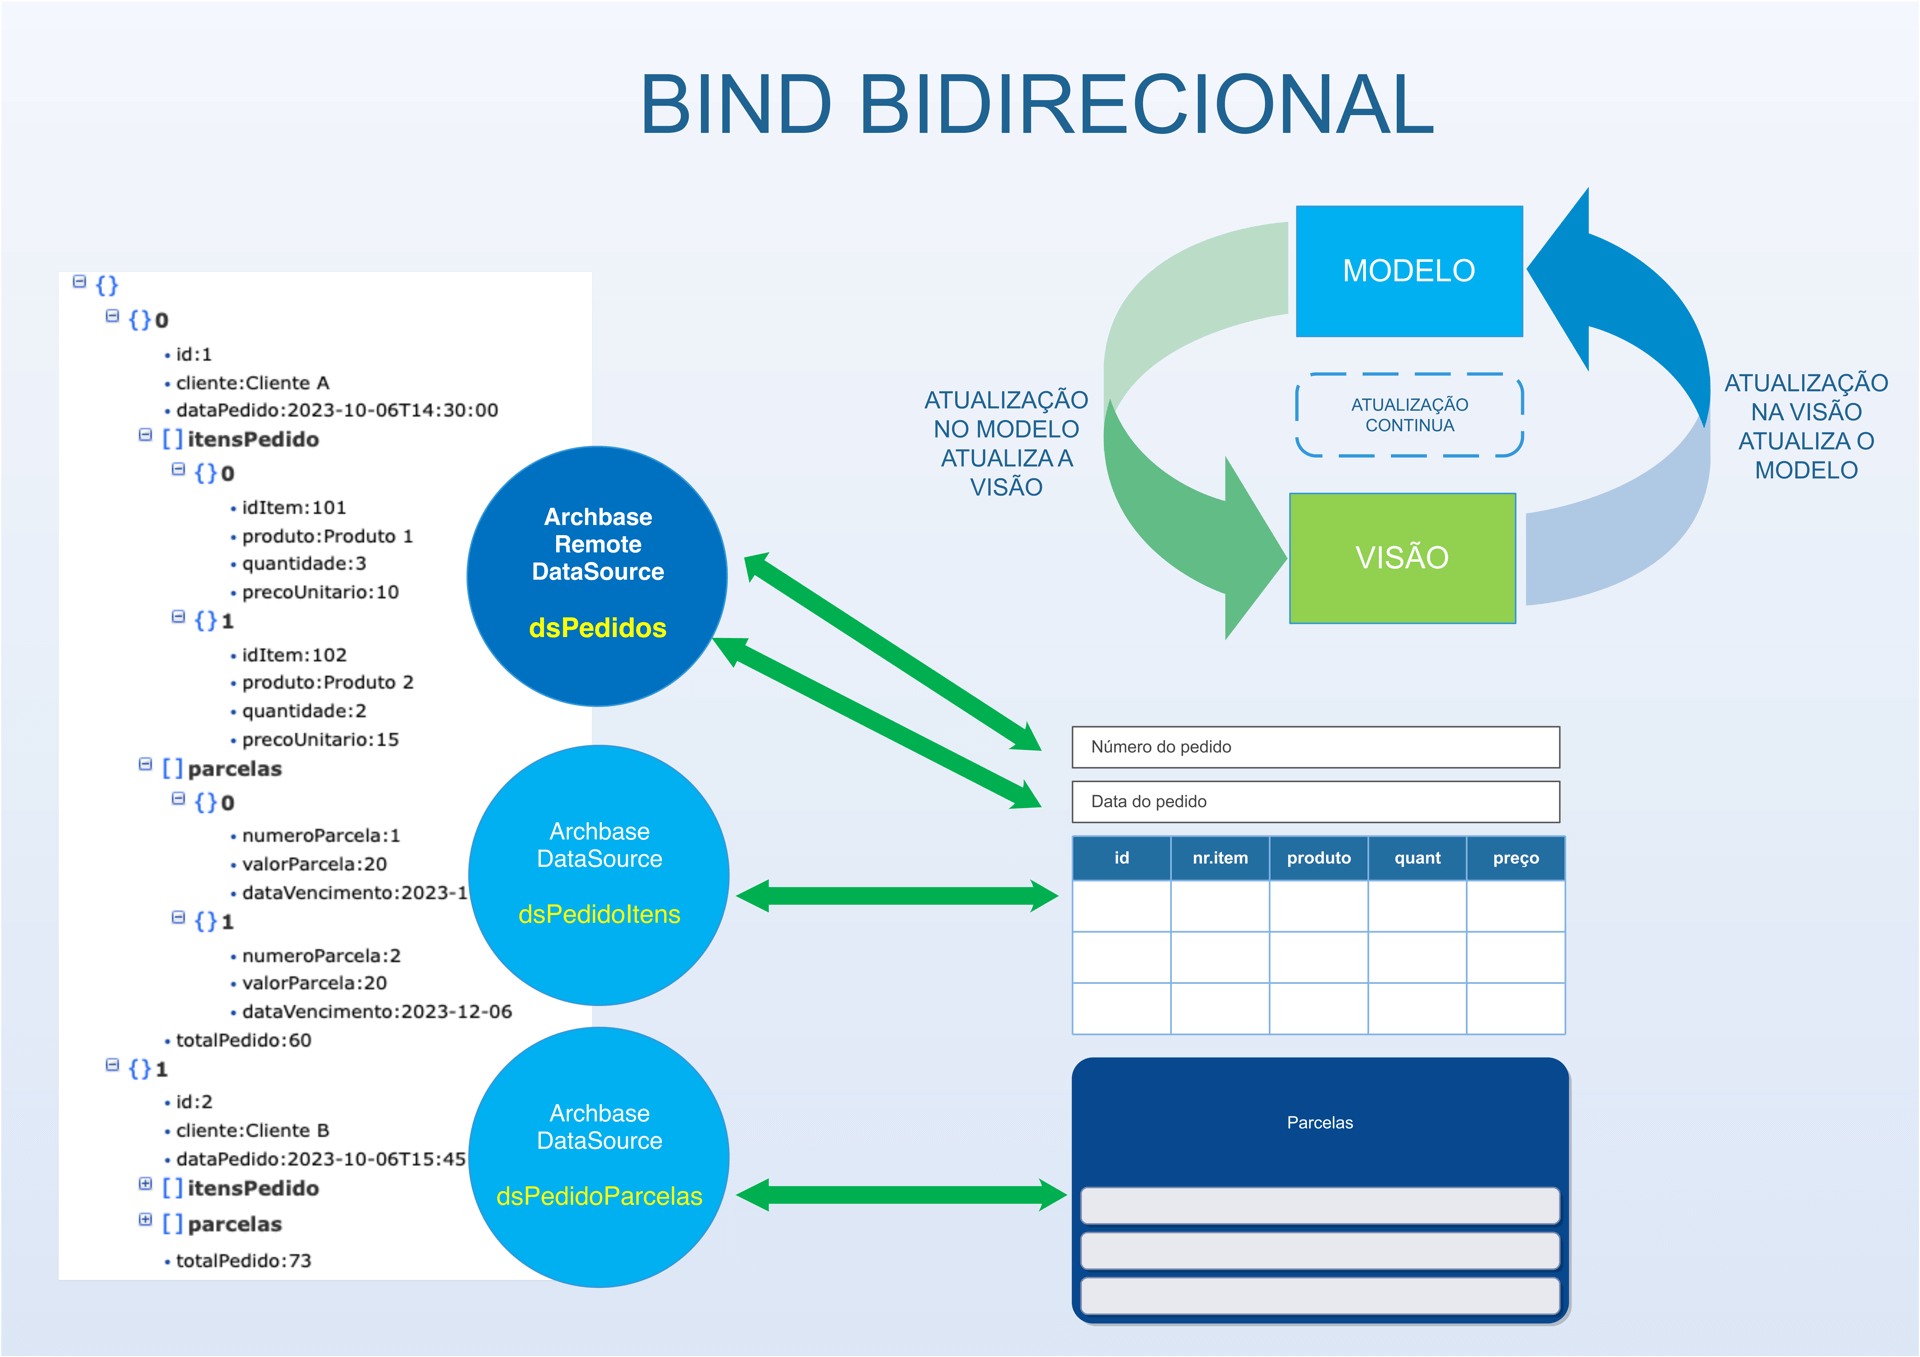 BIND BIDIRECIONAL
{}
{}0
id:1
cliente:Cliente A
dataPedido:2023-10-06T14:30:00
[]itensPedido
{}0
idItem:101
produto:Produto 1
quantidade:3
precoUnitario:10
{}1
idItem:102
produto:Produto 2
quantidade:2
precoUnitario:15
[]parcelas
{}0
numeroParcela:1
valorParcela:20
dataVencimento:2023-1
{}1
numeroParcela:2
valorParcela:20
dataVencimento:2023-12-06
totalPedido:60
{}1
id:2
cliente:Cliente B
dataPedido:2023-10-06T15:45
[]itensPedido
[]parcelas
totalPedido:73
Archbase
Remote
DataSource
dsPedidos
Archbase
DataSource
dsPedidoItens
Archbase
DataSource
dsPedidoParcelas
MODELO
ATUALIZAÇÃO
NO MODELO
ATUALIZA A
VISÃO
ATUALIZAÇÃO
CONTINUA
ATUALIZAÇÃO
NA VISÃO
ATUALIZA O
MODELO
VISÃO
Número do pedido
Data do pedido
id nr.item produto quant preço
Parcelas